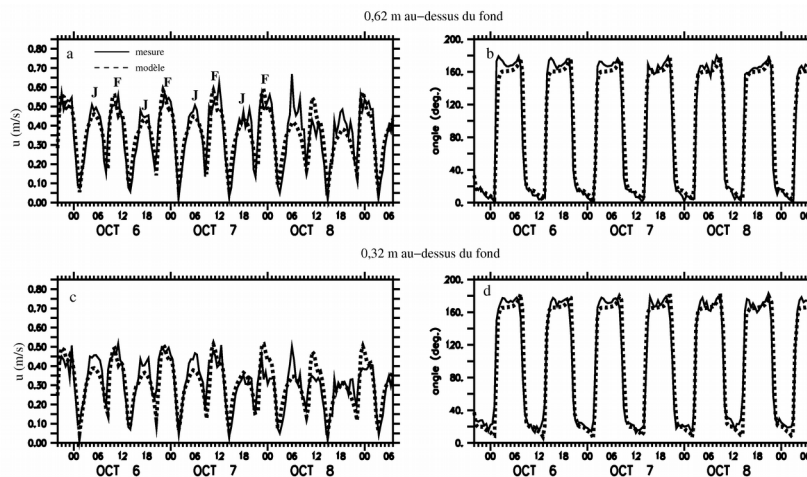 0,62 m au-dessus du fond
a
mesure
modèle
J F J F J F J F
u (m/s)
0.80
0.70
0.60
0.50
0.40
0.30
0.20
0.10
0.00
00 06 12 18 00 06 12 18 00 06 12 18 00 06
OCT 6 OCT 7 OCT 8
b
angle (deg.)
200.
160.
120.
80.
40.
0.
00 06 12 18 00 06 12 18 00 06 12 18 00 06
OCT 6 OCT 7 OCT 8
0,32 m au-dessus du fond
c
u (m/s)
0.80
0.70
0.60
0.50
0.40
0.30
0.20
0.10
0.00
00 06 12 18 00 06 12 18 00 06 12 18 00 06
OCT 6 OCT 7 OCT 8
d
angle (deg.)
200.
160.
120.
80.
40.
0.
00 06 12 18 00 06 12 18 00 06 12 18 00 06
OCT 6 OCT 7 OCT 8